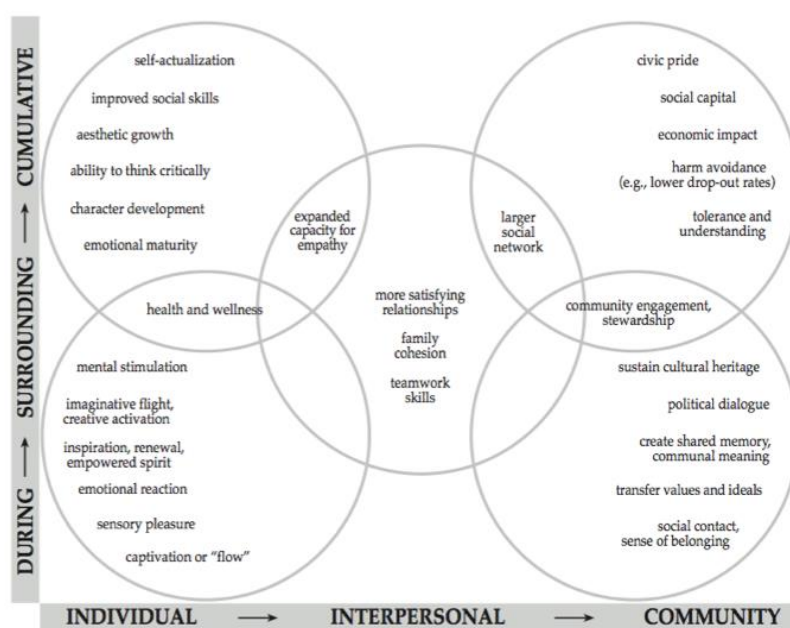 CUMULATIVE
SURROUNDING
DURING
self-actualization
improved social skills
aesthetic growth
ability to think critically
character development
emotional maturity
expanded
capacity for
empathy
larger
social
network
civic pride
social capital
economic impact
harm avoidance
(e.g., lower drop-out rates)
tolerance and
understanding
health and wellness
more satisfying
relationships
family
cohesion
teamwork
skills
community engagement,
stewardship
mental stimulation
imaginative flight,
creative activation
inspiration, renewal,
empowered spirit
emotional reaction
sensory pleasure
captivation or “flow”
sustain cultural heritage
political dialogue
create shared memory,
communal meaning
transfer values and ideals
social contact,
sense of belonging
INDIVIDUAL → INTERPERSONAL → COMMUNITY